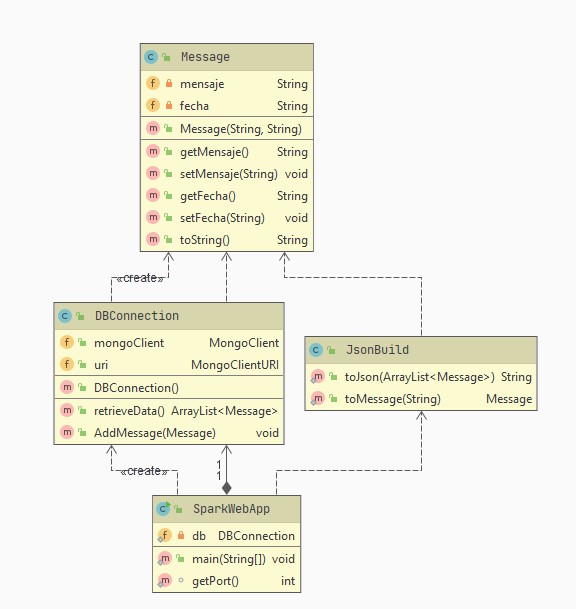 Message
mensaje String
fecha String
Message(String, String)
getMensaje() String
setMensaje(String) void
getFecha() String
setFecha(String) void
toString() String
«create»
DBConnection
mongoClient MongoClient
uri MongoClientURI
DBConnection()
retrieveData() ArrayList<Message>
AddMessage(Message) void
JsonBuild
toJson(ArrayList<Message>) String
toMessage(String) Message
«create»
1
1
SparkWebApp
db DBConnection
main(String[]) void
getPort() int